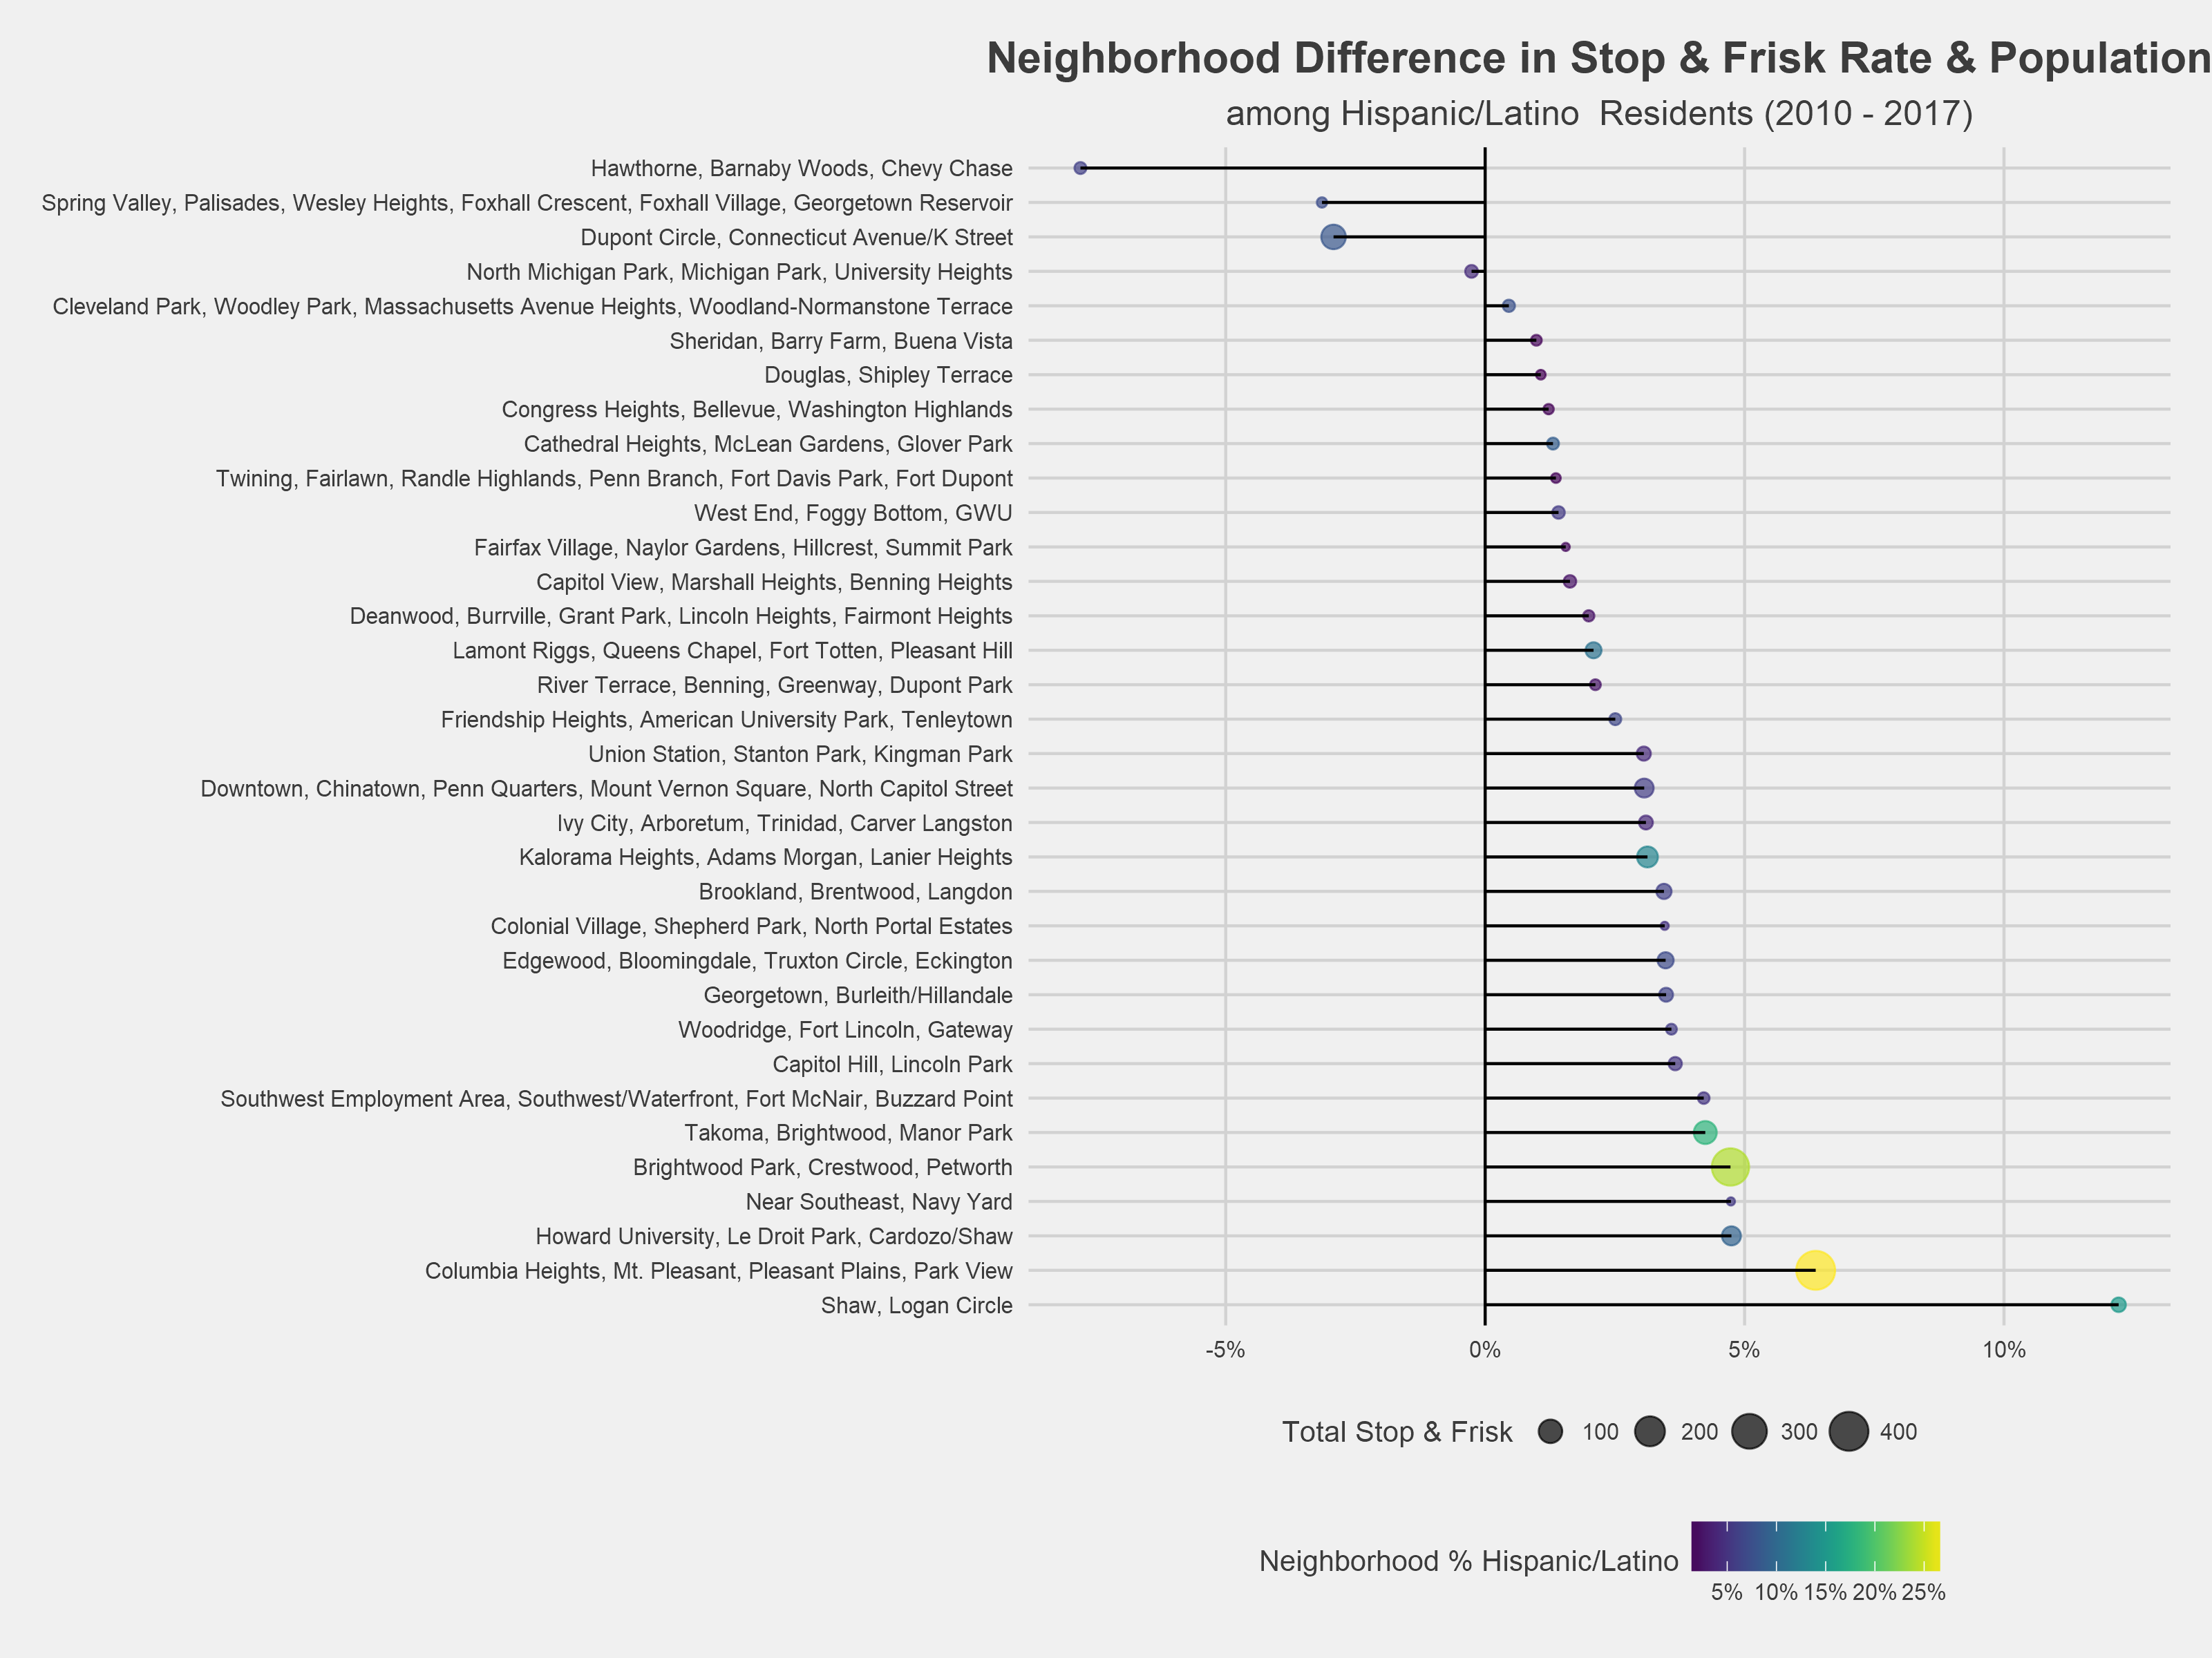 Neighborhood Difference in Stop & Frisk Rate & Population
among Hispanic/Latino  Residents (2010 - 2017)
Hawthorne, Barnaby Woods, Chevy Chase
Spring Valley, Palisades, Wesley Heights, Foxhall Crescent, Foxhall Village, Georgetown Reservoir
Dupont Circle, Connecticut Avenue/K Street
North Michigan Park, Michigan Park, University Heights
Cleveland Park, Woodley Park, Massachusetts Avenue Heights, Woodland-Normanstone Terrace
Sheridan, Barry Farm, Buena Vista
Douglas, Shipley Terrace
Congress Heights, Bellevue, Washington Highlands
Cathedral Heights, McLean Gardens, Glover Park
Twining, Fairlawn, Randle Highlands, Penn Branch, Fort Davis Park, Fort Dupont
West End, Foggy Bottom, GWU
Fairfax Village, Naylor Gardens, Hillcrest, Summit Park
Capitol View, Marshall Heights, Benning Heights
Deanwood, Burrville, Grant Park, Lincoln Heights, Fairmont Heights
Lamont Riggs, Queens Chapel, Fort Totten, Pleasant Hill
River Terrace, Benning, Greenway, Dupont Park
Friendship Heights, American University Park, Tenleytown
Union Station, Stanton Park, Kingman Park
Downtown, Chinatown, Penn Quarters, Mount Vernon Square, North Capitol Street
Ivy City, Arboretum, Trinidad, Carver Langston
Kalorama Heights, Adams Morgan, Lanier Heights
Brookland, Brentwood, Langdon
Colonial Village, Shepherd Park, North Portal Estates
Edgewood, Bloomingdale, Truxton Circle, Eckington
Georgetown, Burleith/Hillandale
Woodridge, Fort Lincoln, Gateway
Capitol Hill, Lincoln Park
Southwest Employment Area, Southwest/Waterfront, Fort McNair, Buzzard Point
Takoma, Brightwood, Manor Park
Brightwood Park, Crestwood, Petworth
Near Southeast, Navy Yard
Howard University, Le Droit Park, Cardozo/Shaw
Columbia Heights, Mt. Pleasant, Pleasant Plains, Park View
Shaw, Logan Circle
-5% 0% 5% 10%
Total Stop & Frisk 100 200 300 400
Neighborhood % Hispanic/Latino
5% 10% 15% 20% 25%